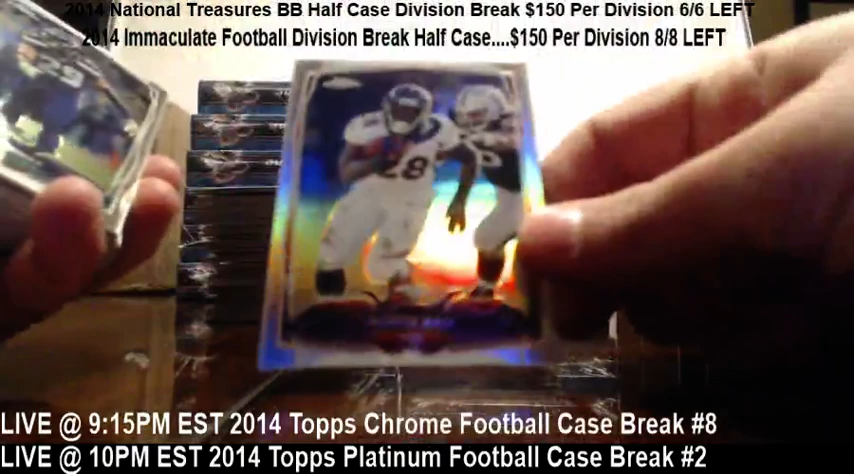 2014 National Treasures BB Half Case Division Break $150 Per Division 6/6 LEFT
2014 Immaculate Football Division Break Half Case....$150 Per Division 8/8 LEFT
29
28
LIVE @ 9:15PM EST 2014 Topps Chrome Football Case Break #8
LIVE @ 10PM EST 2014 Topps Platinum Football Case Break #2